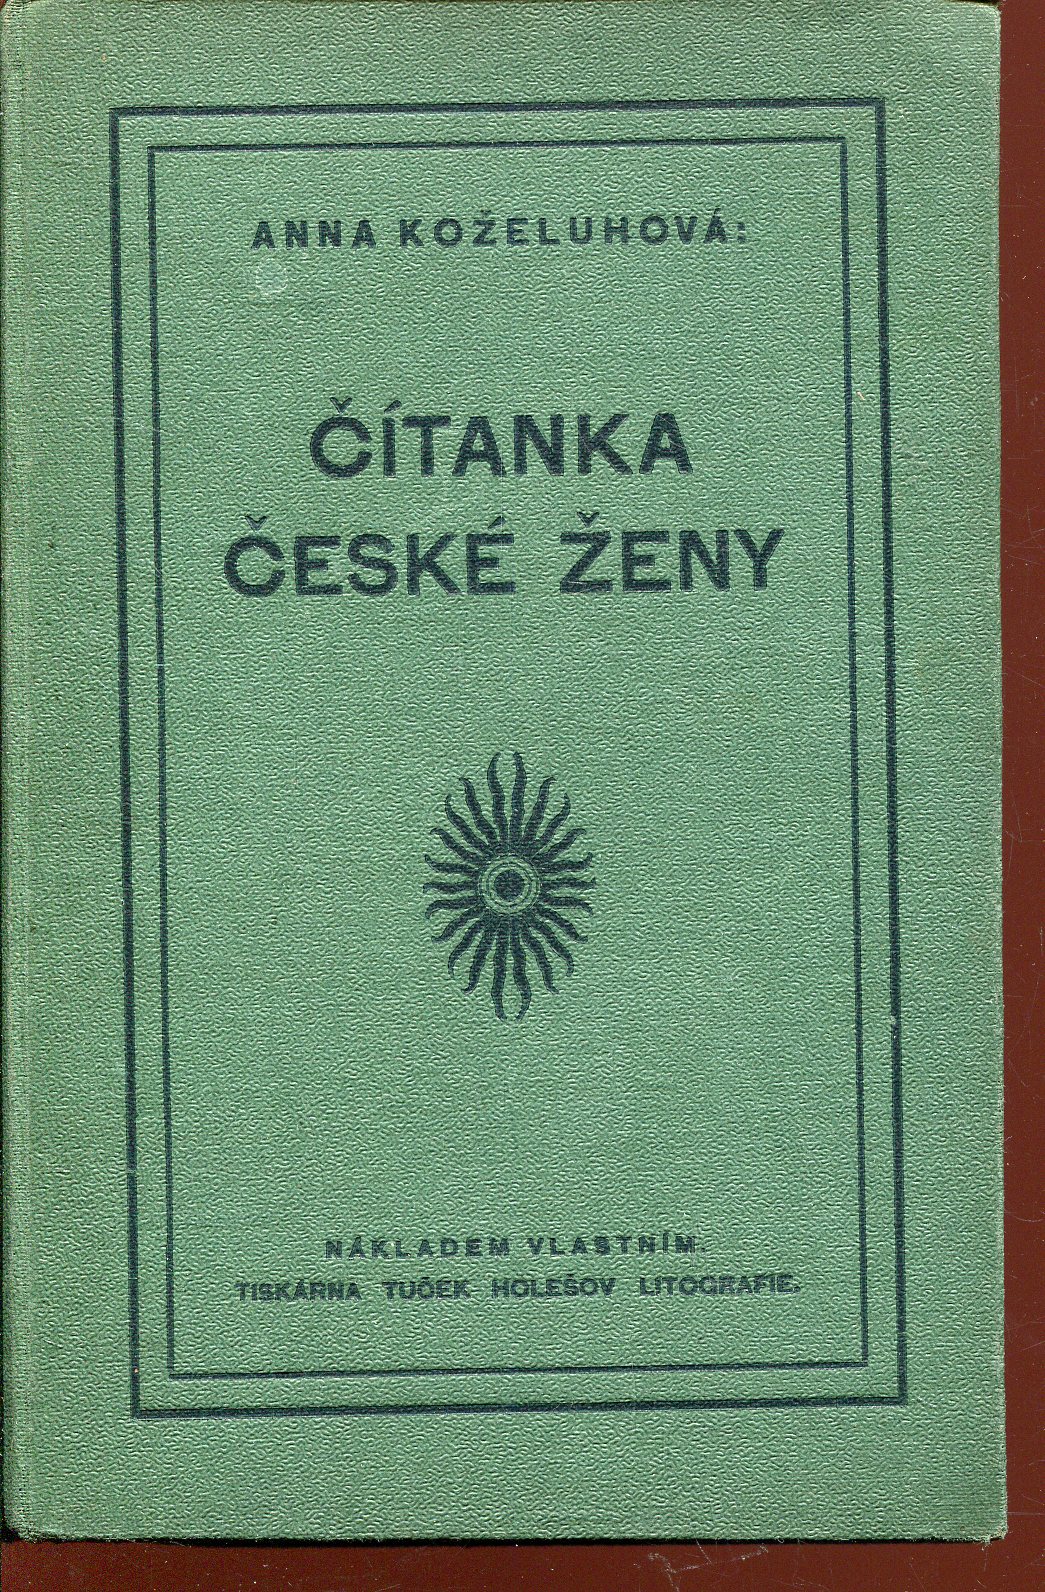 ANNA KOŽELUHOVÁ:
ČÍTANKA
ČESKÉ ŽENY
NÁKLADEM VLASTNÍM.
TISKÁRNA TUČEK HOLEŠOV LITOGRAFIE.